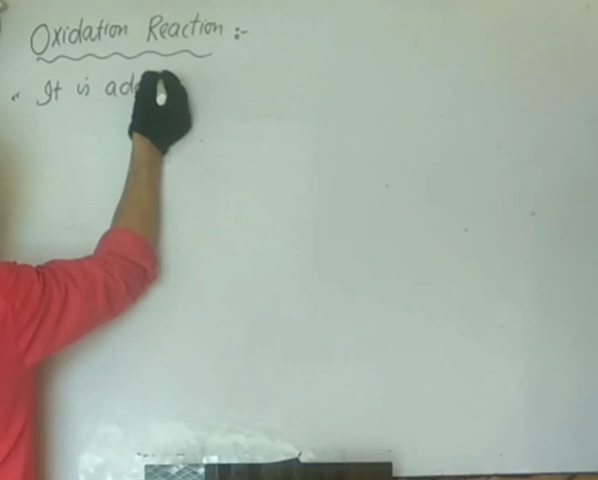 Oxidation Reaction :-
" It is ad